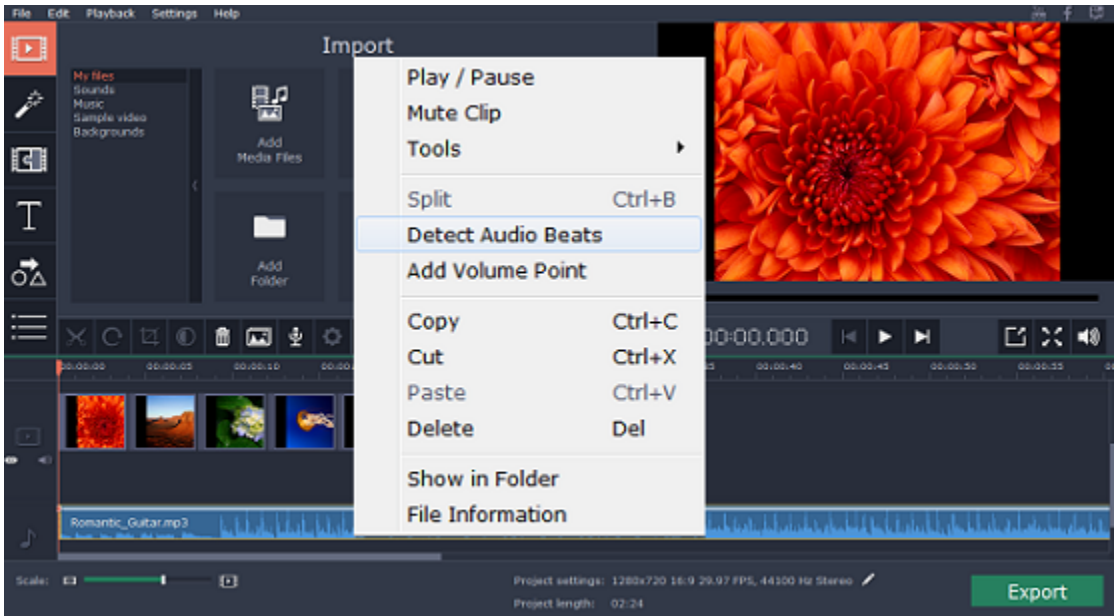 File Edit Playback Settings Help
Import
My files
Sounds
Music
Sample video
Backgrounds
Add
Media Files
Add
Folder
Play / Pause
Mute Clip
Tools
Split Ctrl+B
Detect Audio Beats
Add Volume Point
Copy Ctrl+C
Cut Ctrl+X
Paste Ctrl+V
Delete Del
Show in Folder
File Information
00:00.000
00:00:00 00:00:05 00:00:10 00:00 00:00:40 00:00:45 00:00:50 00:00:55
Romantic_Guitar.mp3
Scale:
Project settings: 1280x720 16:9 29.97 FPS, 44100 Hz Stereo
Project length: 02:24
Export